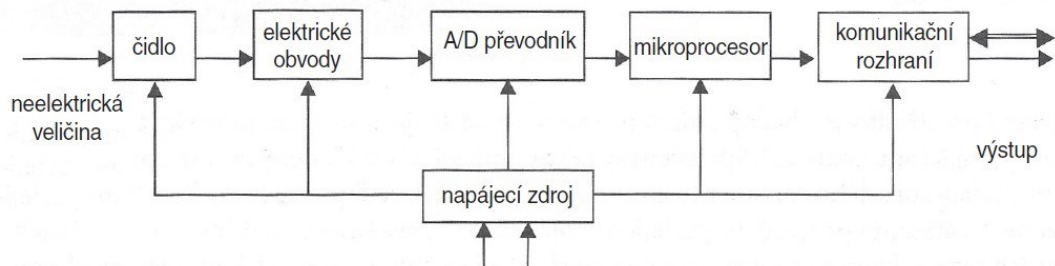 čidlo
elektrické
obvody
A/D převodník
mikroprocesor
komunikační
rozhraní
neelektrická
veličina
výstup
napájecí zdroj